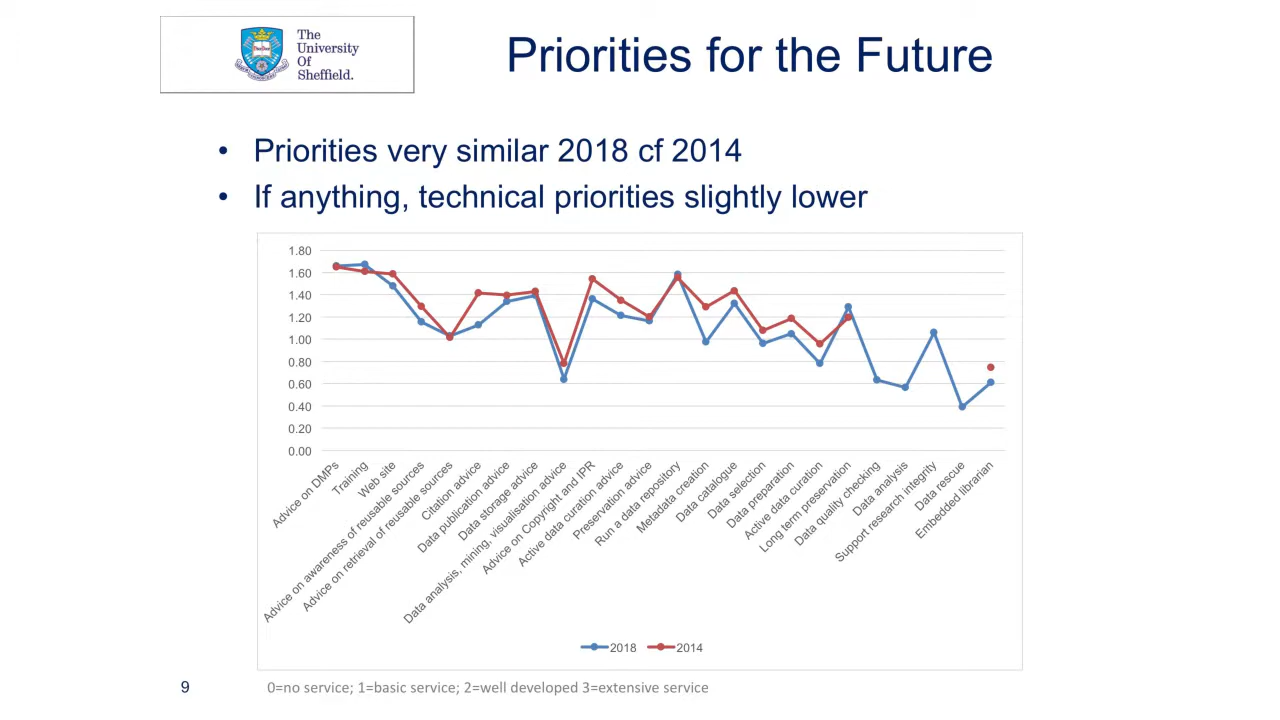 The
University
Of
Sheffield.
Priorities for the Future
• Priorities very similar 2018 cf 2014
• If anything, technical priorities slightly lower
1.80
1.60
1.40
1.20
1.00
0.80
0.60
0.40
0.20
0.00
Advice on DMPs
Training
Web site
Advice on awareness of reusable sources
Advice on retrieval of reusable sources
Citation advice
Data publication advice
Data storage advice
Data analysis, mining, visualisation advice
Advice on Copyright and IPR
Active data curation advice
Preservation advice
Run a data repository
Metadata creation
Data catalogue
Data selection
Data preparation
Active data curation
Long term preservation
Data quality checking
Data analysis
Support research integrity
Data rescue
Embedded librarian
2018
2014
9
0=no service; 1=basic service; 2=well developed 3=extensive service